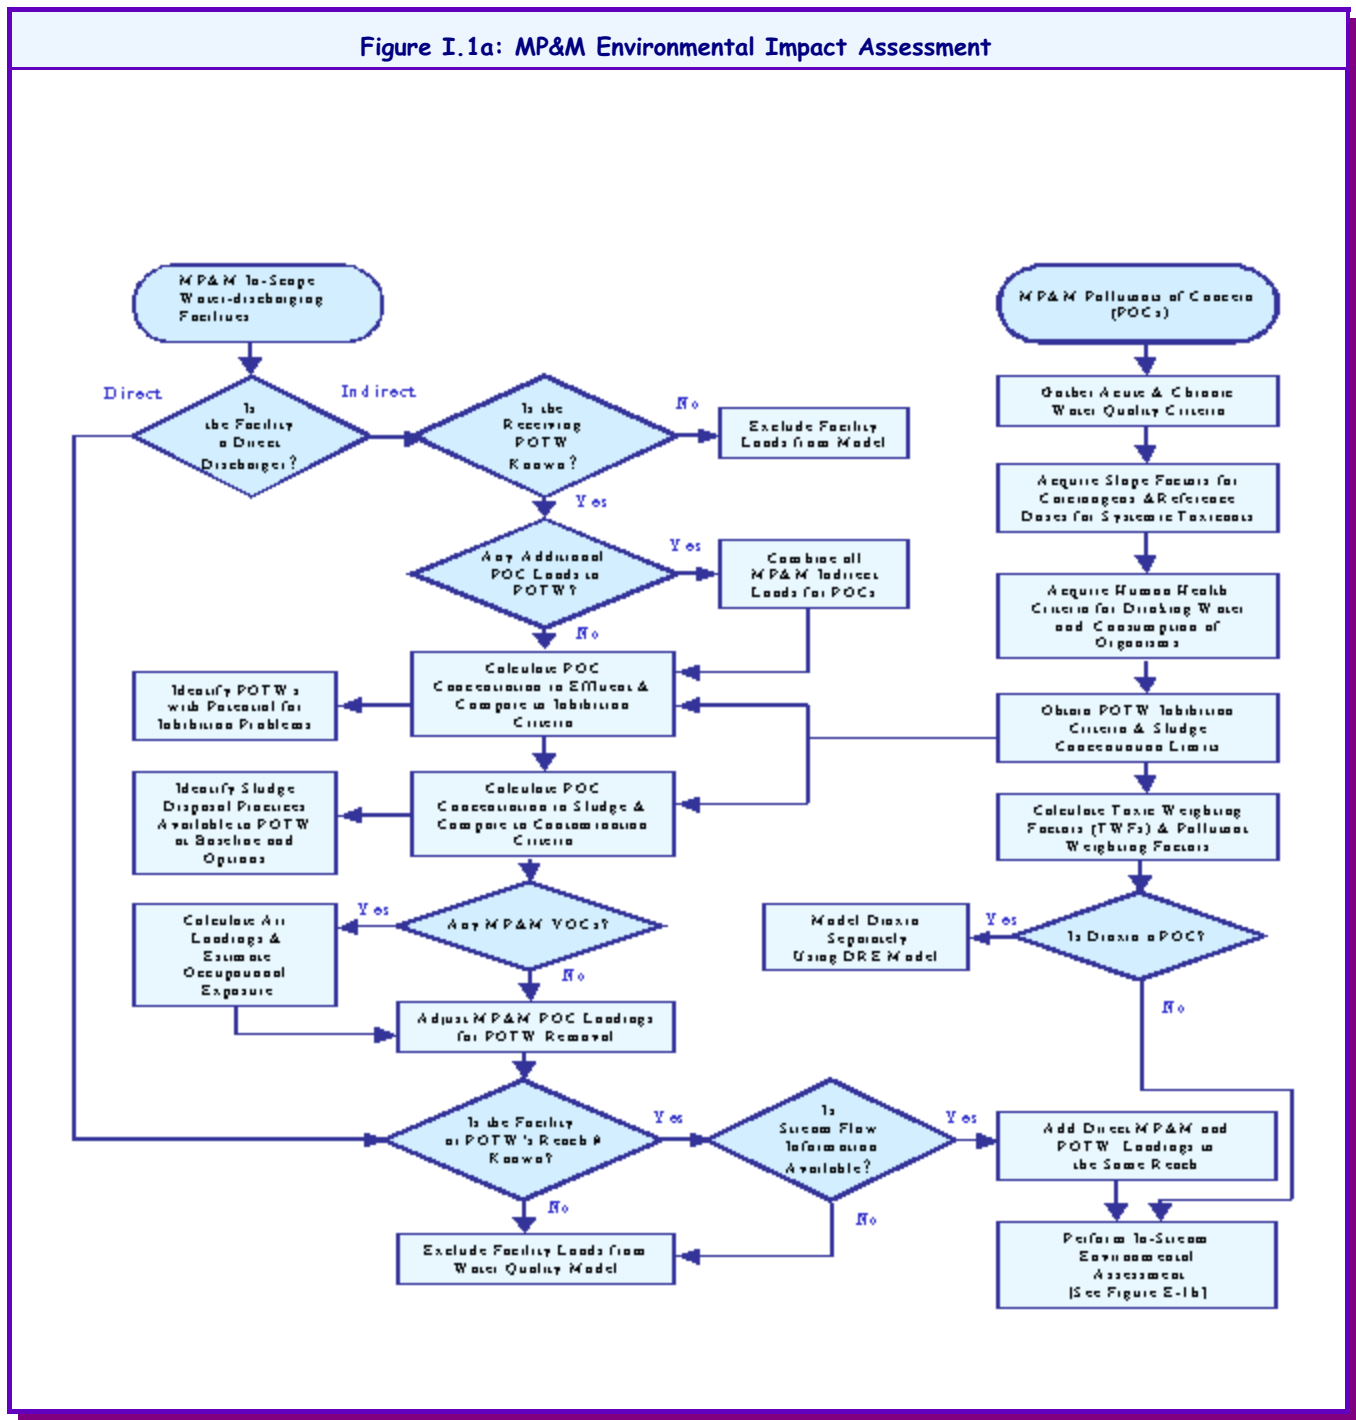 Figure I.1a: MP&M Environmental Impact Assessment
MP&M In-Scope
Water-discharging
Facilities
MP&M Pollutants of Concern
(POCs)
Direct
Indirect
Is
the Facility
a Direct
Discharger?
Is the
Receiving
POTW
Known?
No
Exclude Facility
Loads from Model
Gather Acute & Chronic
Water Quality Criteria
Yes
Acquire Slope Factors for
Carcinogens & Reference
Doses for Systemic Toxicants
Any Additional
POC Loads to
POTW?
Yes
Combine all
MP&M Indirect
Loads for POCs
Acquire Human Health
Criteria for Drinking Water
and Consumption of
Organisms
No
Calculate POC
Concentration in Effluent &
Compare to Inhibition
Criteria
Identify POTWs
with Potential for
Inhibition Problems
Obtain POTW Inhibition
Criteria & Sludge
Concentration Limits
Identify Sludge
Disposal Practices
Available to POTW
at Baseline and
Options
Calculate POC
Concentration in Sludge &
Compare to Contamination
Criteria
Calculate Toxic Weighting
Factors (TWFs) & Pollutant
Weighting Factors
Calculate Air
Loadings &
Estimate
Occupational
Exposure
Yes
Any MP&M VOCs?
Model Dioxin
Separately
Using DRE Model
Yes
Is Dioxin a POC?
No
No
Adjust MP&M POC Loadings
for POTW Removal
Is the Facility
or POTW's Reach #
Known?
Yes
Is
Stream Flow
Information
Available?
Yes
Add Direct MP&M and
POTW Loadings to
the Same Reach
No
No
Exclude Facility Loads from
Water Quality Model
Perform In-Stream
Environmental
Assessment
[See Figure E-1b]